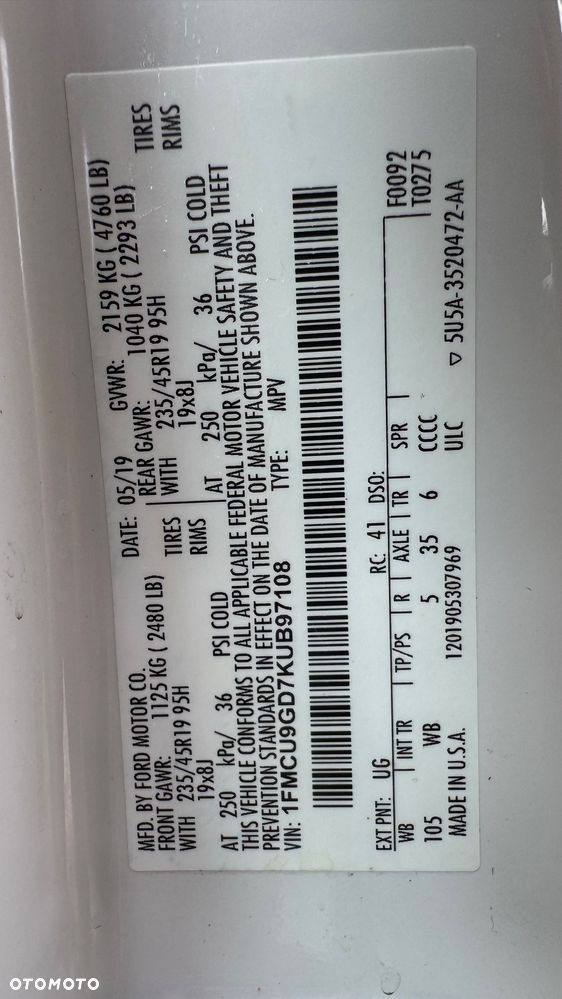 MFD. BY FORD MOTOR CO.
DATE: 05/19 GVWR: 2159 KG ( 4760 LB)
FRONT GAWR: 1125 KG ( 2480 LB)
REAR GAWR: 1040 KG ( 2293 LB)
WITH 235/45R19 95H TIRES
WITH 235/45R19 95H TIRES
19x8J RIMS
19x8J RIMS
AT 250 kPa/ 36 PSI COLD
AT 250 kPa/ 36 PSI COLD
THIS VEHICLE CONFORMS TO ALL APPLICABLE FEDERAL MOTOR VEHICLE SAFETY AND THEFT
PREVENTION STANDARDS IN EFFECT ON THE DATE OF MANUFACTURE SHOWN ABOVE.
VIN: 1FMCU9GD7KUB97108 TYPE: MPV
EXT PNT: UG RC: 41 DSO: F0092
T0275
WB INT TR TP/PS R AXLE TR SPR
105 WB 5 35 6 CCCC
MADE IN U.S.A. 1201905307969 ULC ▽ 5U5A-3520472-AA
OTOMOTO